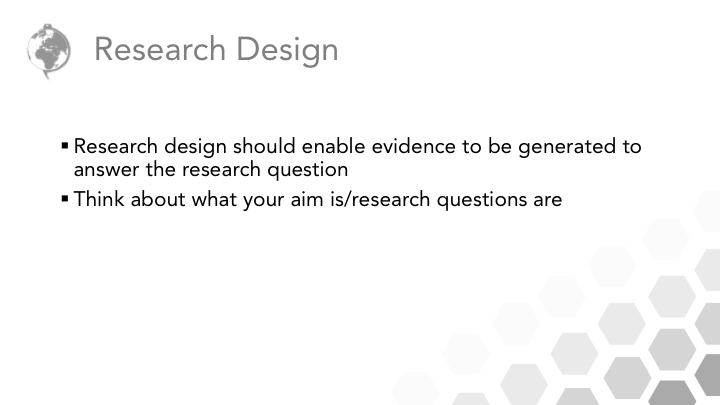 Research Design
▪ Research design should enable evidence to be generated to
answer the research question
▪ Think about what your aim is/research questions are